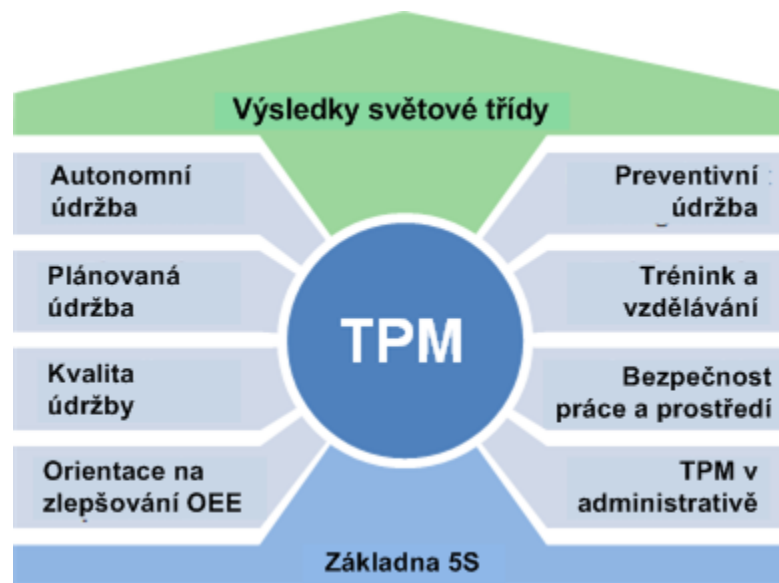 Výsledky světové třídy
Autonomní
údržba
Plánovaná
údržba
Kvalita
údržby
Orientace na
zlepšování OEE
TPM
Preventivní
údržba
Trénink a
vzdělávání
Bezpečnost
práce a prostředí
TPM v
administrativě
Základna 5S